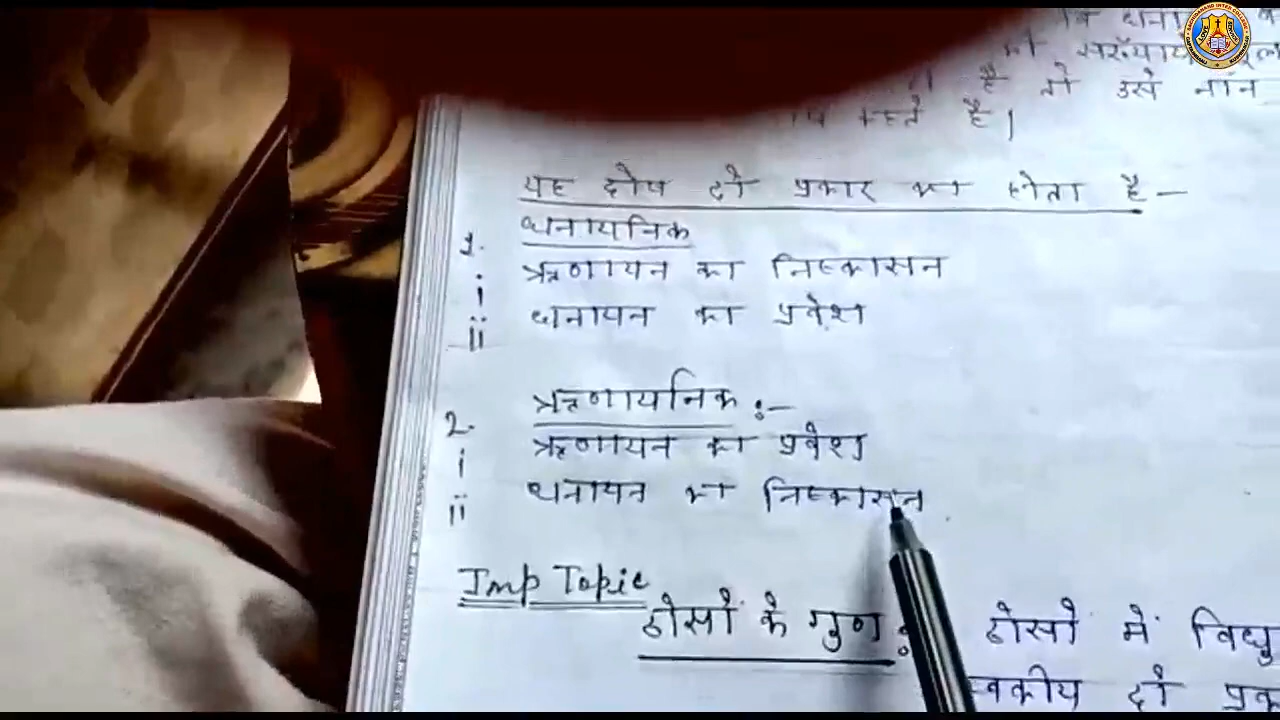 है तो उसे नॉन
कहते है।
यह दोष दो प्रकार का होता है—
1. धनायनिक
i ऋणायन का निष्कासन
ii धनायन का प्रवेश
2. ऋणायनिक :—
i ऋणायन का प्रवेश
ii धनायन का निष्कासन
Imp Topic
ठोसों के गुण : ठोसों में विद्यु
दो प्रक